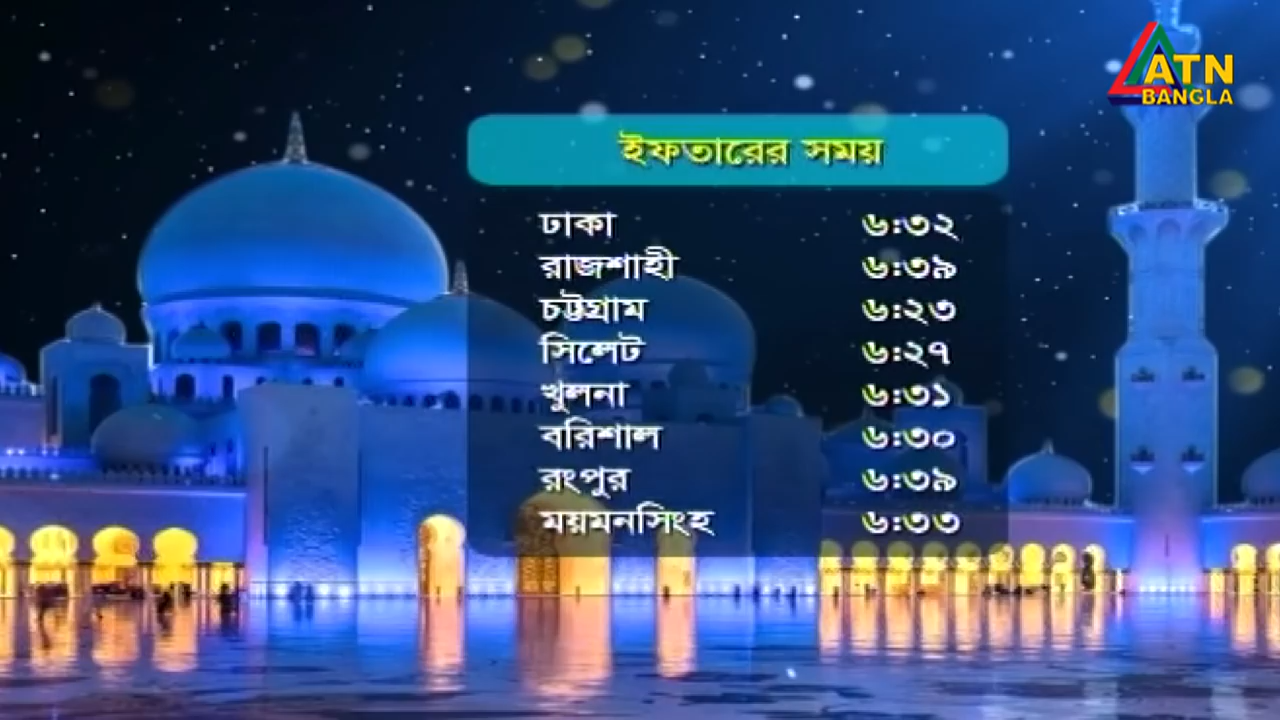 ATN
BANGLA
ইফতারের সময়
ঢাকা ৬:৩২
রাজশাহী ৬:৩৯
চট্টগ্রাম ৬:২৩
সিলেট ৬:২৭
খুলনা ৬:৩১
বরিশাল ৬:৩০
রংপুর ৬:৩৯
ময়মনসিংহ ৬:৩৩